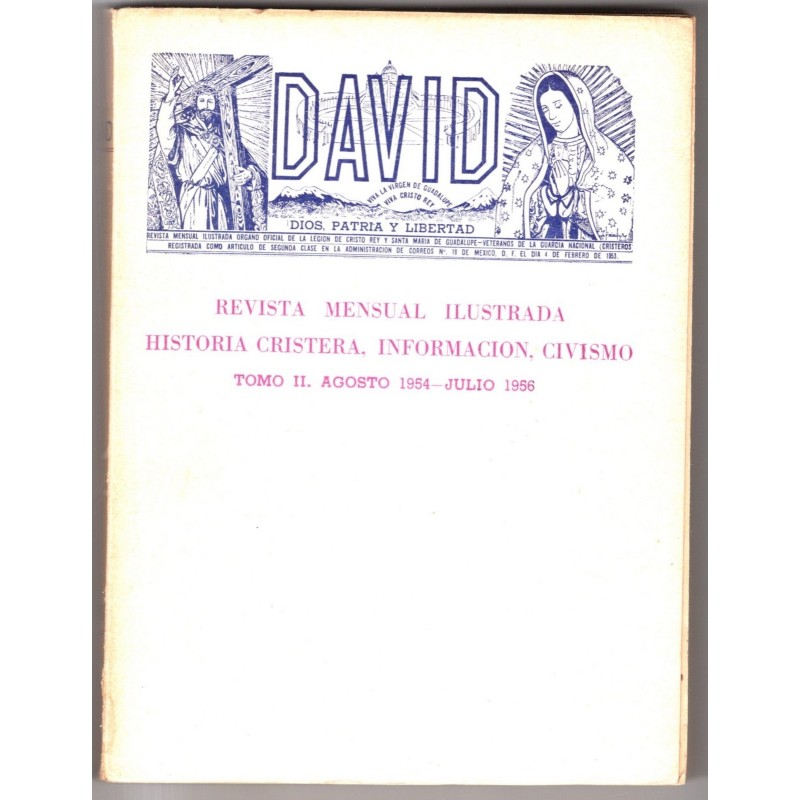 DAVID
VIVA LA VIRGEN DE GUADALUPE
VIVA CRISTO REY
DIOS, PATRIA Y LIBERTAD
REVISTA MENSUAL ILUSTRADA ORGANO OFICIAL DE LA LEGION DE CRISTO REY Y SANTA MARIA DE GUADALUPE-VETERANOS DE LA GUARDIA NACIONAL (CRISTEROS
REGISTRADA COMO ARTICULO DE SEGUNDA CLASE EN LA ADMINISTRACION DE CORREOS Nº. 19 DE MEXICO, D. F. EL DIA 4 DE FEBRERO DE 1953.
REVISTA MENSUAL ILUSTRADA
HISTORIA CRISTERA, INFORMACION, CIVISMO
TOMO II. AGOSTO 1954—JULIO 1956